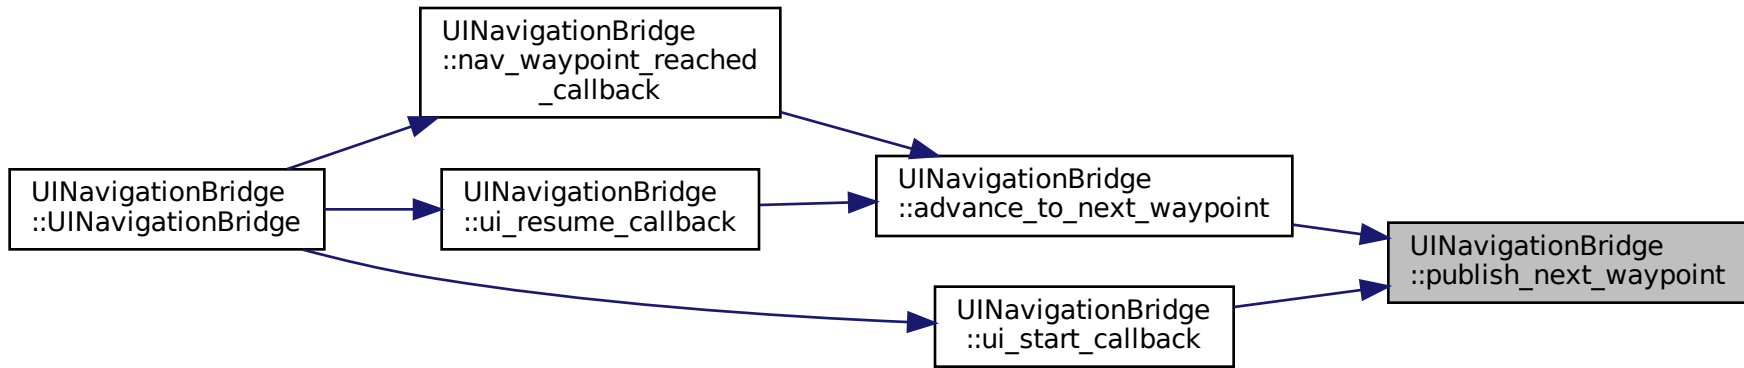 UINavigationBridge
::nav_waypoint_reached
_callback
UINavigationBridge
::UINavigationBridge
UINavigationBridge
::ui_resume_callback
UINavigationBridge
::advance_to_next_waypoint
UINavigationBridge
::publish_next_waypoint
UINavigationBridge
::ui_start_callback